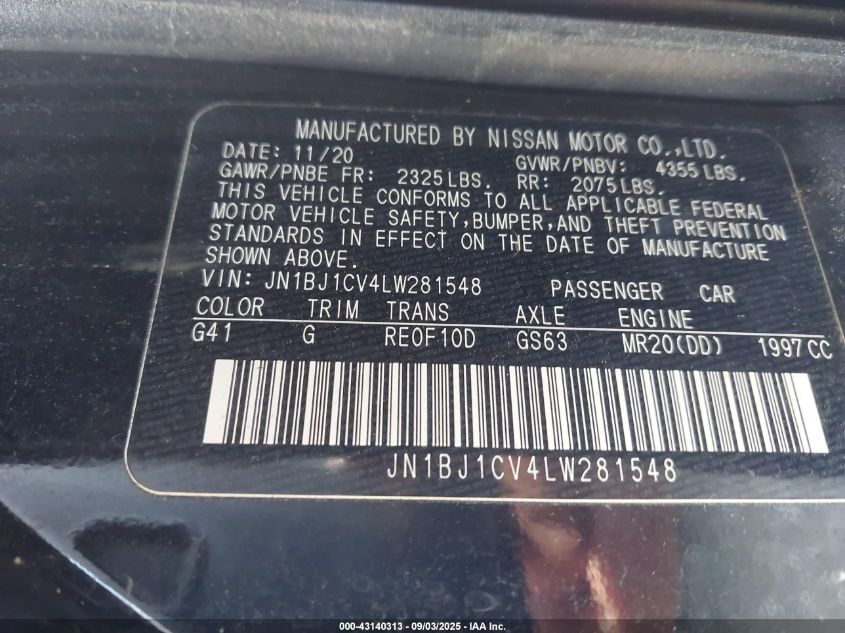 MANUFACTURED BY NISSAN MOTOR CO.,LTD.
DATE: 11/20 GVWR/PNBV: 4355 LBS.
GAWR/PNBE FR: 2325 LBS. RR: 2075 LBS.
THIS VEHICLE CONFORMS TO ALL APPLICABLE FEDERAL
MOTOR VEHICLE SAFETY, BUMPER, AND THEFT PREVENTION
STANDARDS IN EFFECT ON THE DATE OF MANUFACTURE
SHOWN ABOVE.
VIN: JN1BJ1CV4LW281548 PASSENGER CAR
COLOR TRIM TRANS AXLE ENGINE
G41 G RE0F10D GS63 MR20(DD) 1997CC
JN1BJ1CV4LW281548
000-43140313 - 09/03/2025 - IAA Inc.